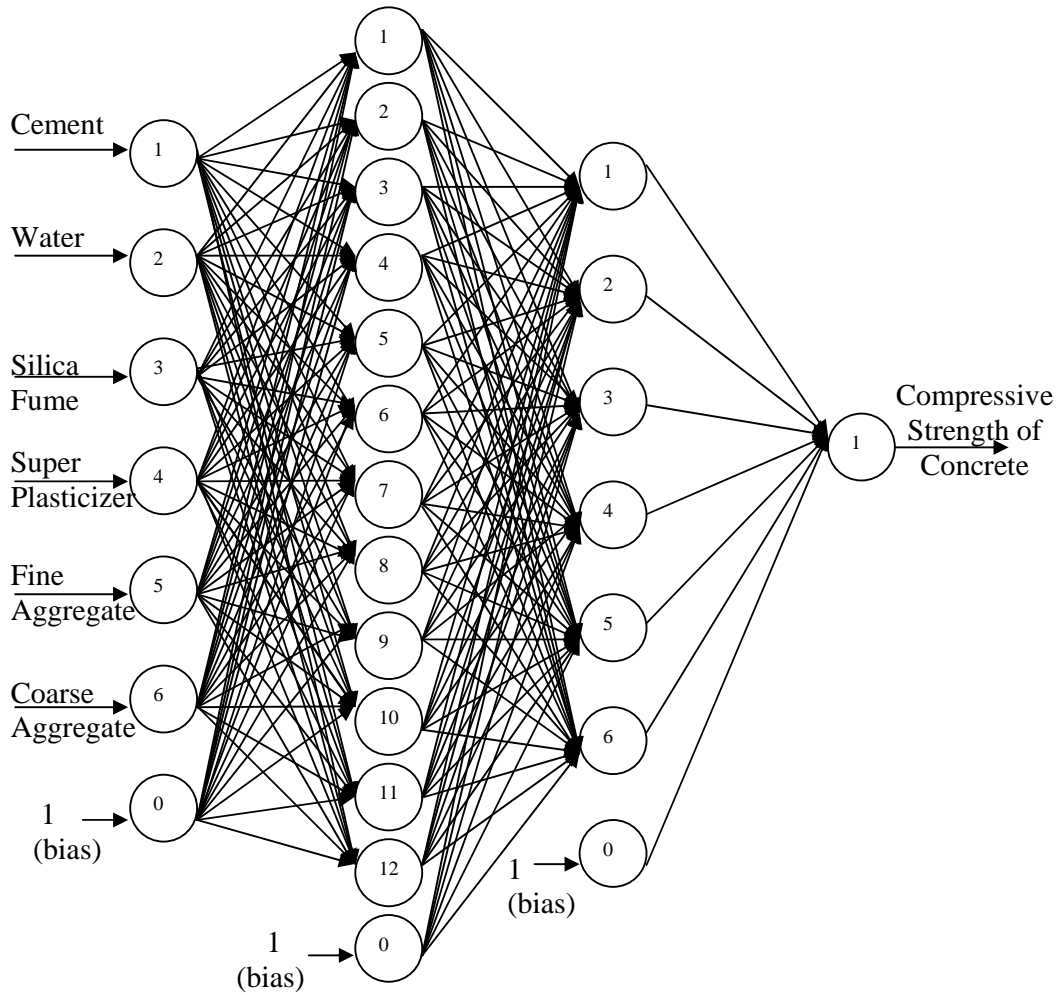 Cement
Water
Silica
Fume
Super
Plasticizer
Fine
Aggregate
Coarse
Aggregate
1
(bias)
1
2
3
4
5
6
0
1
2
3
4
5
6
7
8
9
10
11
12
0
1
(bias)
1
2
3
4
5
6
0
1
(bias)
1
Compressive
Strength of
Concrete